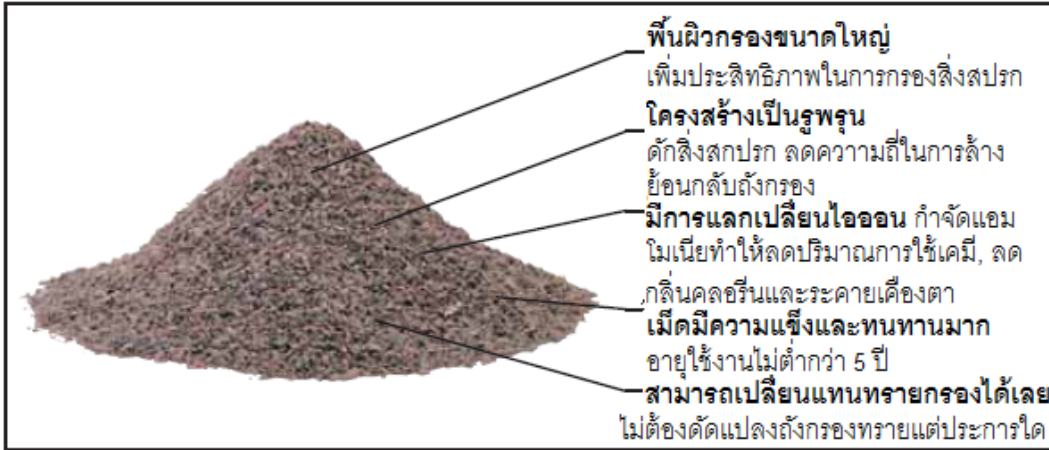 พื้นผิวกรองขนาดใหญ่
เพิ่มประสิทธิภาพในการกรองสิ่งสปรก
โครงสร้างเป็นรูพรุน
ดักสิ่งสกปรก ลดความถี่ในการล้าง
ย้อนกลับถังกรอง
มีการแลกเปลี่ยนไอออน กำจัดแอม
โมเนียทำให้ลดปริมาณการใช้เคมี, ลด
กลิ่นคลอรีนและระคายเคืองตา
เม็ดมีความแข็งและทนทานมาก
อายุใช้งานไม่ต่ำกว่า 5 ปี
สามารถเปลี่ยนแทนทรายกรองได้เลย
ไม่ต้องดัดแปลงถังกรองทรายแต่ประการใด